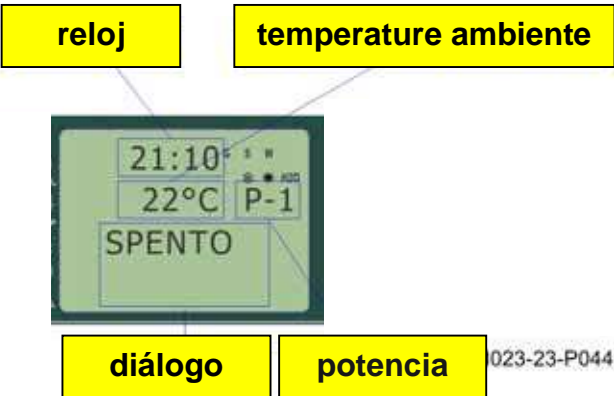 reloj
temperature ambiente
21:10
22°C
P-1
SPENTO
diálogo
potencia
023-23-P044